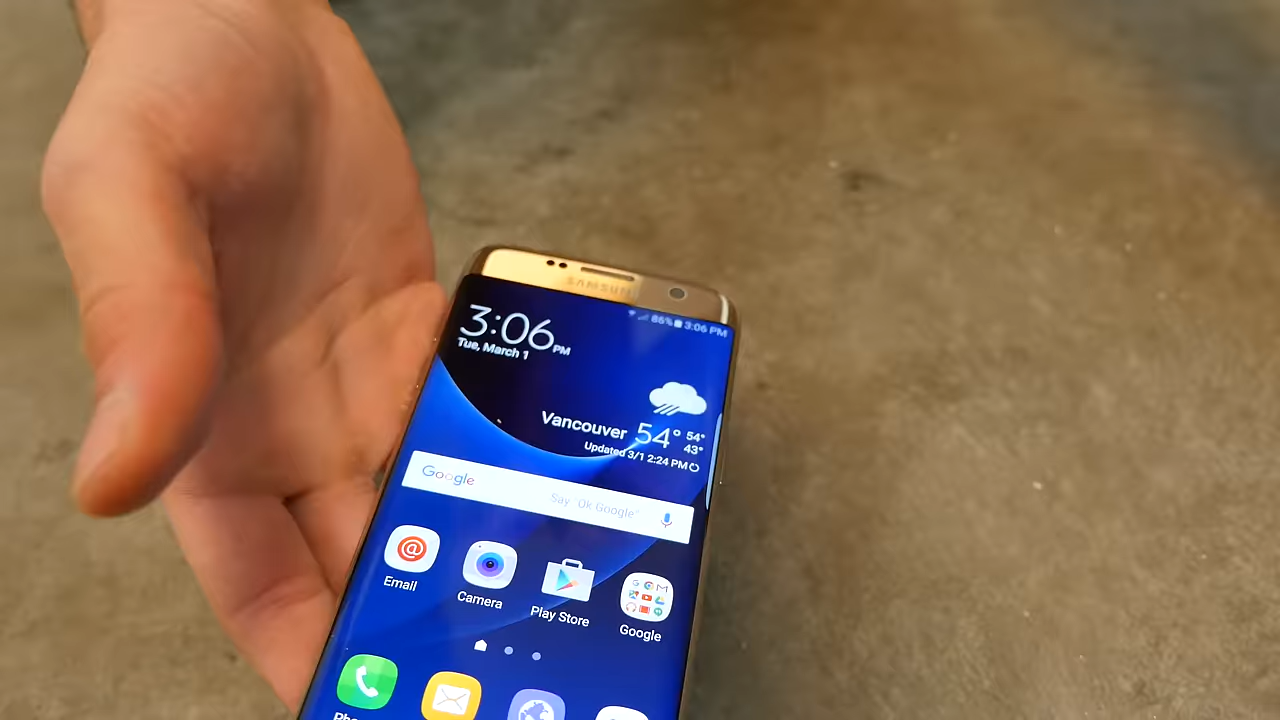 SAMSUNG
86% 3:06 PM
3:06 PM
Tue, March 1
Vancouver 54° 54°
43°
Updated 3/1 2:24 PM
Google Say "Ok Google"
Email
Camera
Play Store
Google